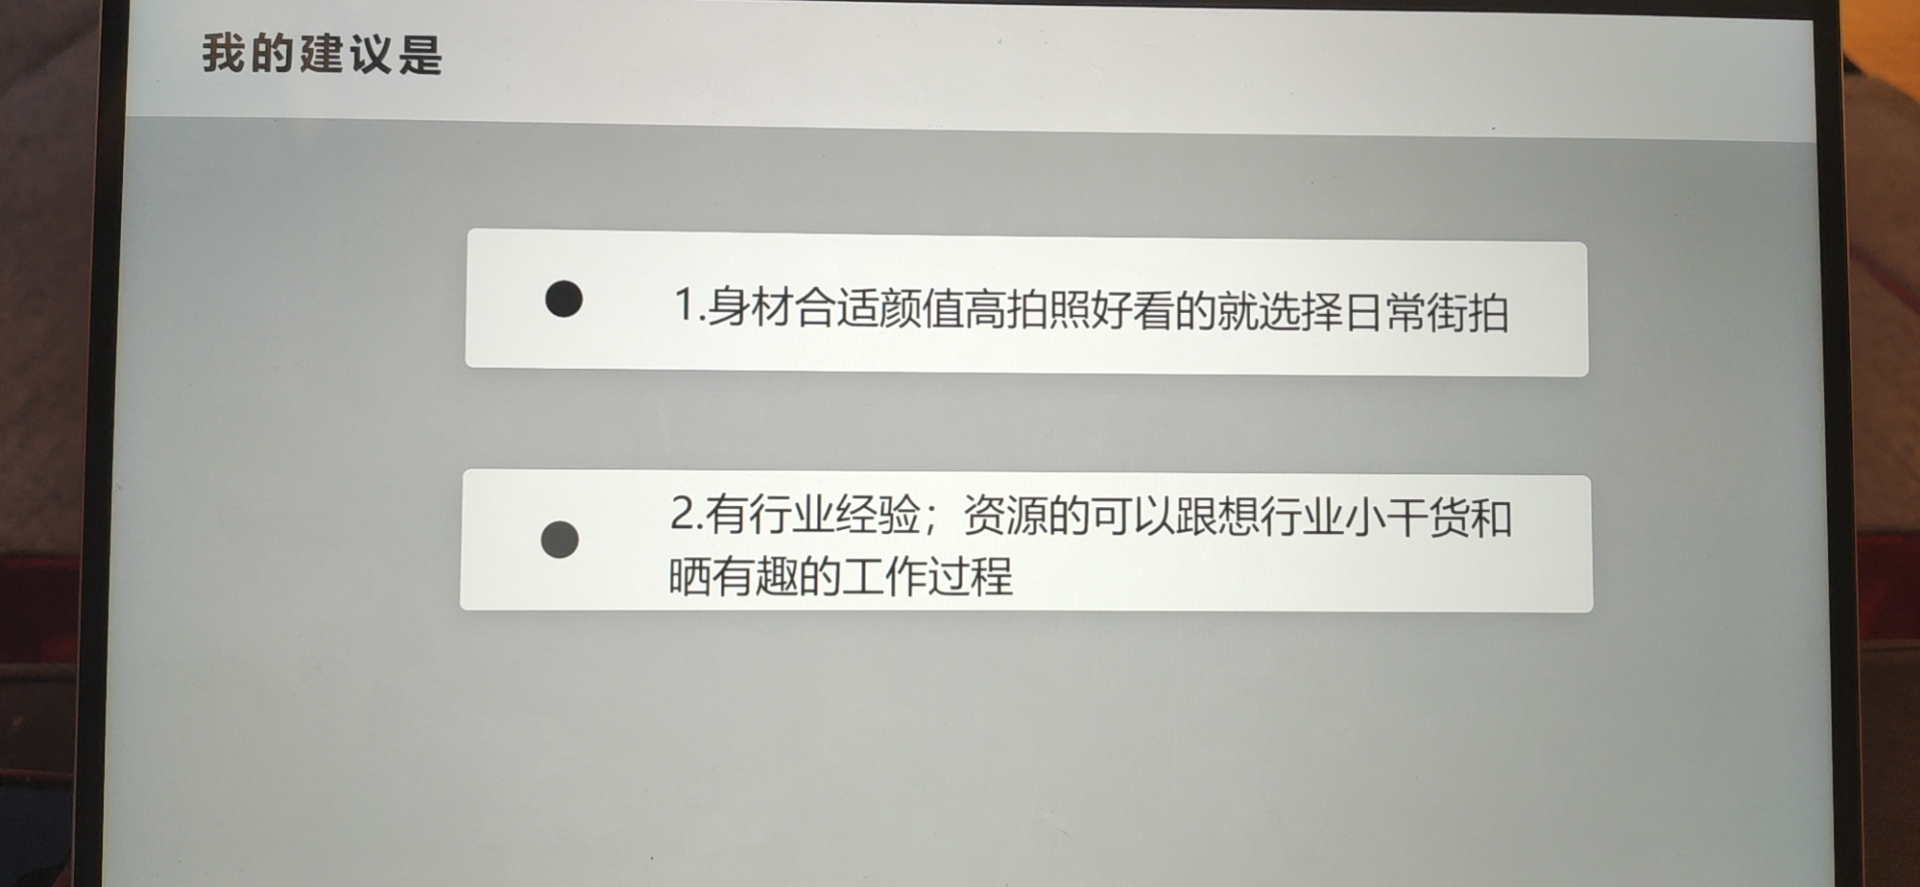 我的建议是
1.身材合适颜值高拍照好看的就选择日常街拍
2.有行业经验；资源的可以跟想行业小干货和
晒有趣的工作过程